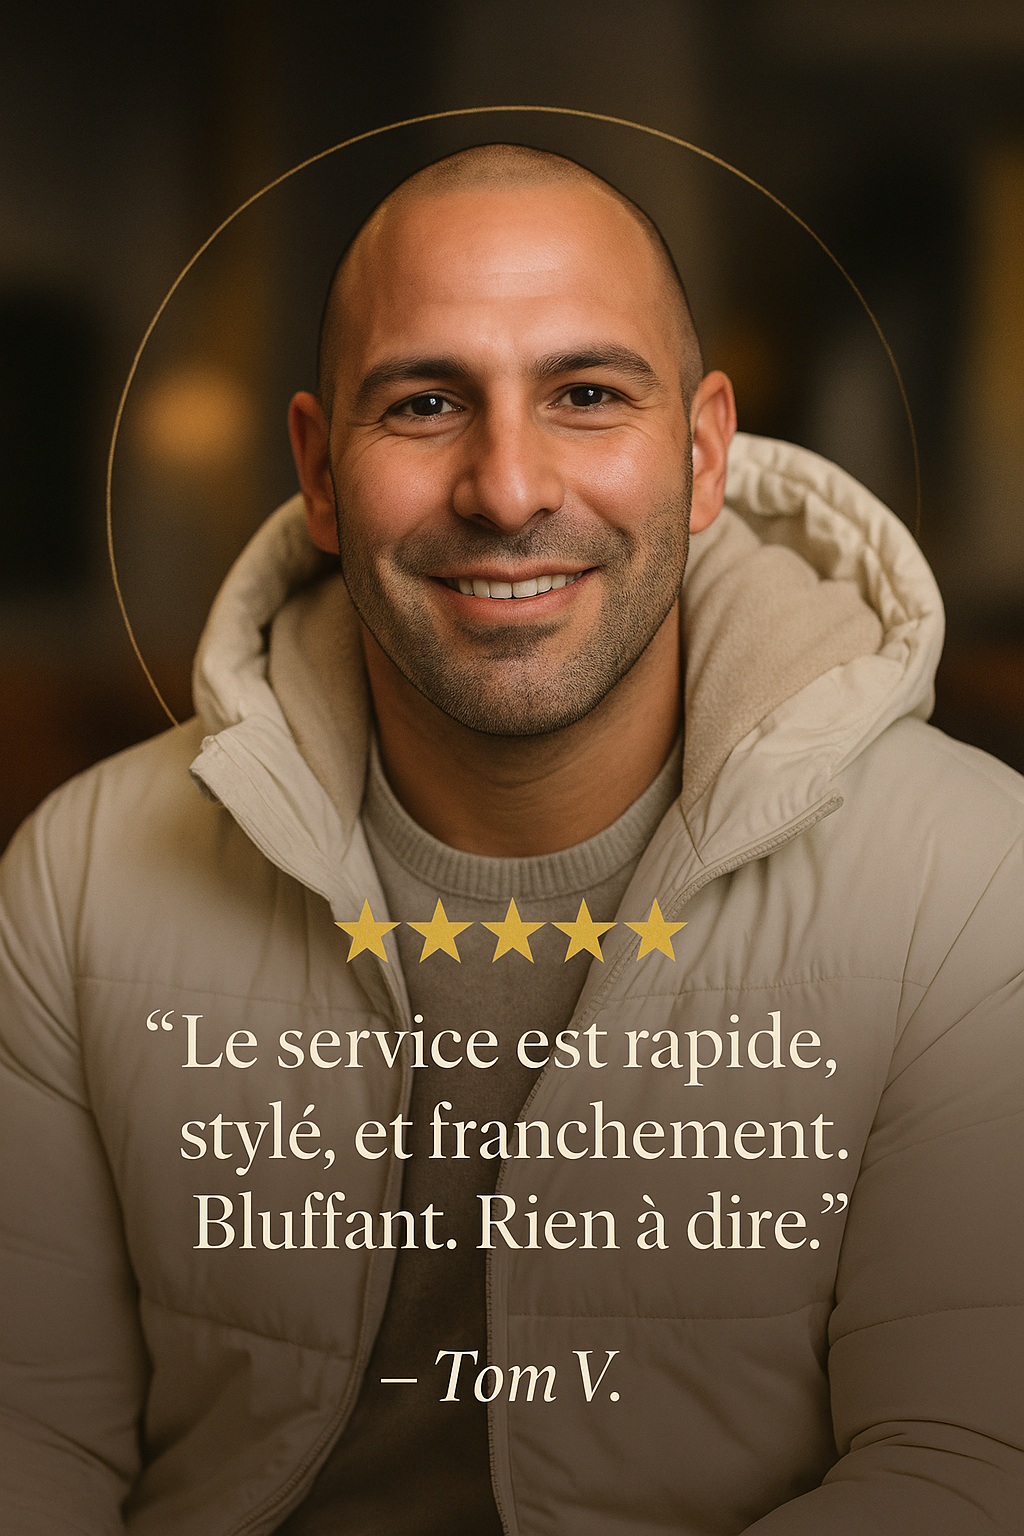 “Le service est rapide,
stylé, et franchement.
Bluffant. Rien à dire.”
– Tom V.